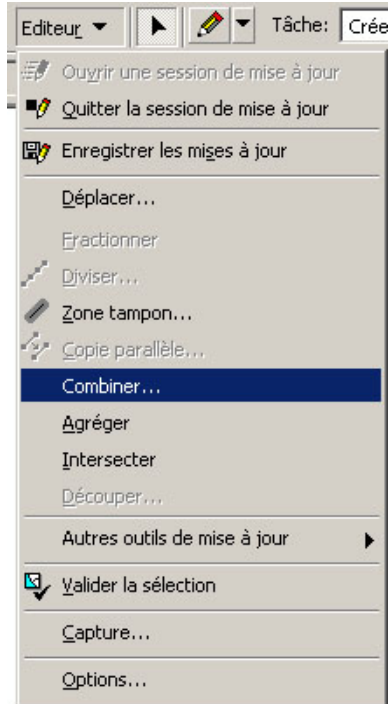 Editeur Tâche: Crée
Ouvrir une session de mise à jour
Quitter la session de mise à jour
Enregistrer les mises à jour
Déplacer...
Fractionner
Diviser...
Zone tampon...
Copie parallèle...
Combiner...
Agréger
Intersecter
Découper...
Autres outils de mise à jour
Valider la sélection
Capture...
Options...